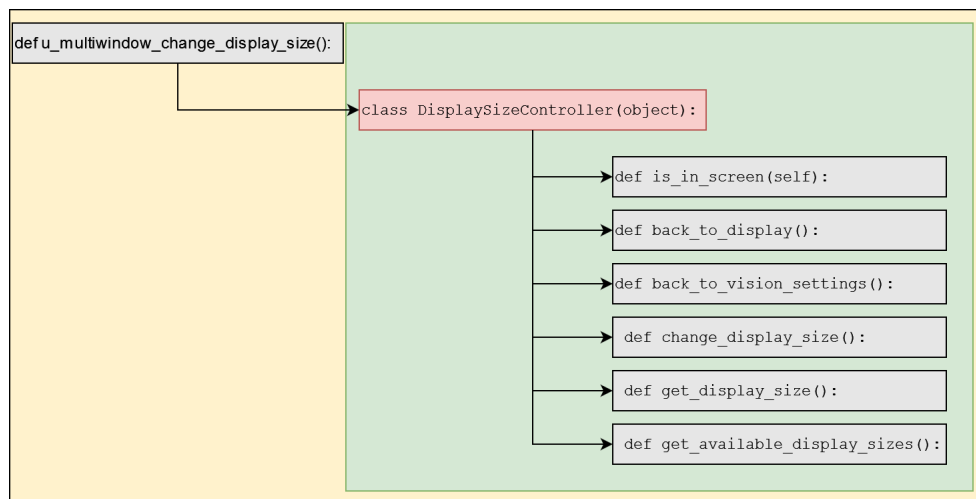 def u_multiwindow_change_display_size():
class DisplaySizeController(object):
def is_in_screen(self):
def back_to_display():
def back_to_vision_settings():
def change_display_size():
def get_display_size():
def get_available_display_sizes():